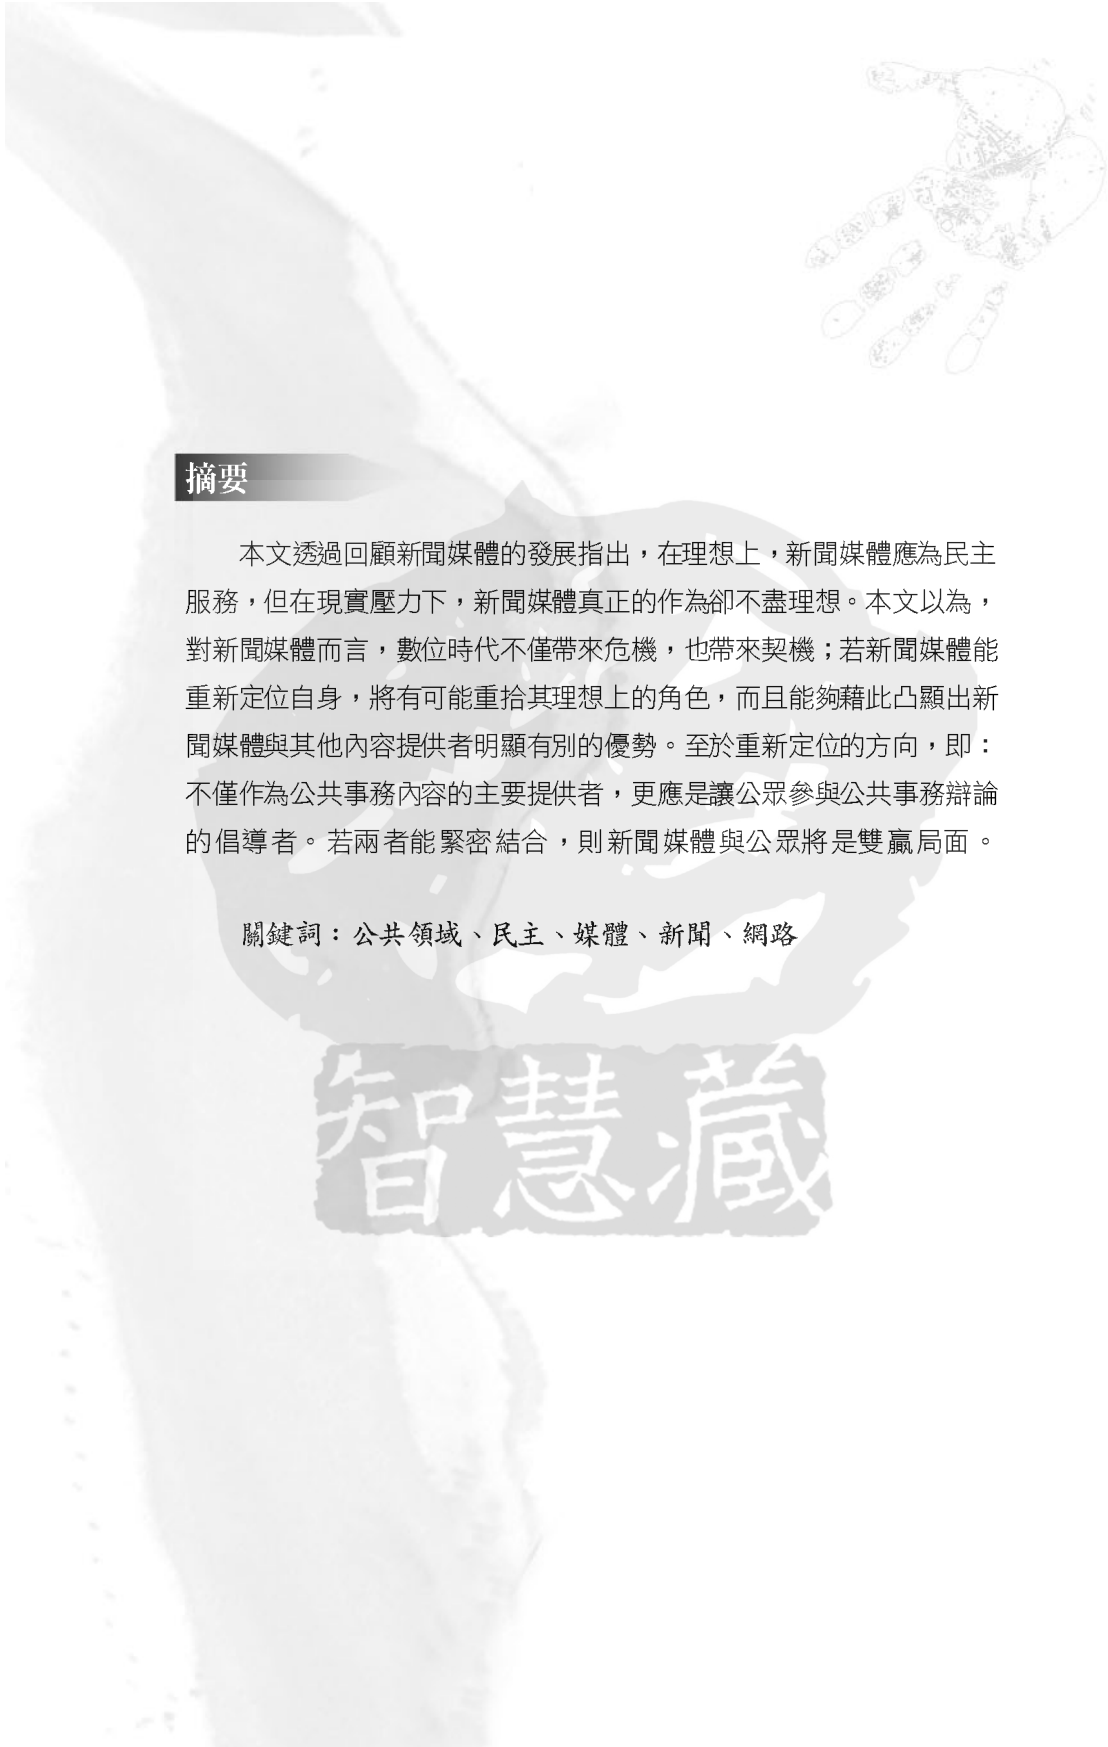 摘要
本文透過回顧新聞媒體的發展指出，在理想上，新聞媒體應為民主
服務，但在現實壓力下，新聞媒體真正的作為卻不盡理想。本文以為，
對新聞媒體而言，數位時代不僅帶來危機，也帶來契機；若新聞媒體能
重新定位自身，將有可能重拾其理想上的角色，而且能夠藉此凸顯出新
聞媒體與其他內容提供者明顯有別的優勢。至於重新定位的方向，即：
不僅作為公共事務內容的主要提供者，更應是讓公眾參與公共事務辯論
的倡導者。若兩者能緊密結合，則新聞媒體與公眾將是雙贏局面。
關鍵詞：公共領域、民主、媒體、新聞、網路
智慧藏